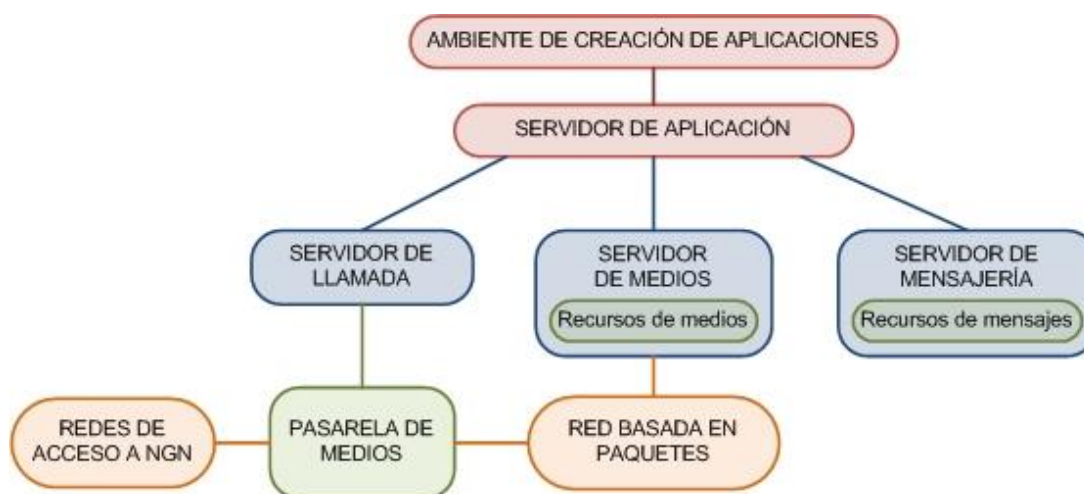 AMBIENTE DE CREACIÓN DE APLICACIONES
SERVIDOR DE APLICACIÓN
SERVIDOR DE
LLAMADA
SERVIDOR
DE MEDIOS
Recursos de medios
SERVIDOR DE
MENSAJERÍA
Recursos de mensajes
REDES DE
ACCESO A NGN
PASARELA DE
MEDIOS
RED BASADA EN
PAQUETES